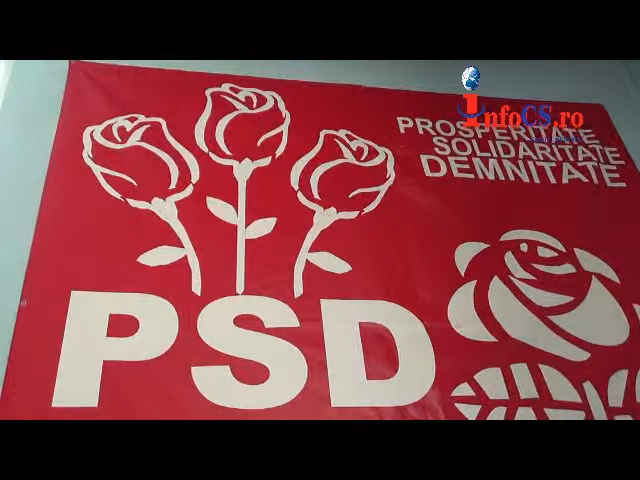 InfoCS.ro
PROSPERITATE
SOLIDARITATE
DEMNITATE
PSD